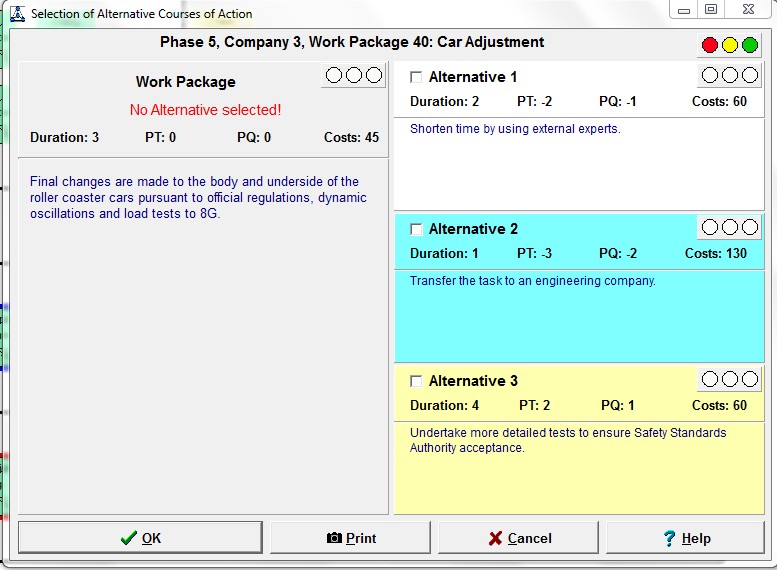 Selection of Alternative Courses of Action
Phase 5, Company 3, Work Package 40: Car Adjustment
Work Package
No Alternative selected!
Duration: 3 PT: 0 PQ: 0 Costs: 45
Final changes are made to the body and underside of the
roller coaster cars pursuant to official regulations, dynamic
oscillations and load tests to 8G.
Alternative 1
Duration: 2 PT: -2 PQ: -1 Costs: 60
Shorten time by using external experts.
Alternative 2
Duration: 1 PT: -3 PQ: -2 Costs: 130
Transfer the task to an engineering company.
Alternative 3
Duration: 4 PT: 2 PQ: 1 Costs: 60
Undertake more detailed tests to ensure Safety Standards
Authority acceptance.
OK Print Cancel Help